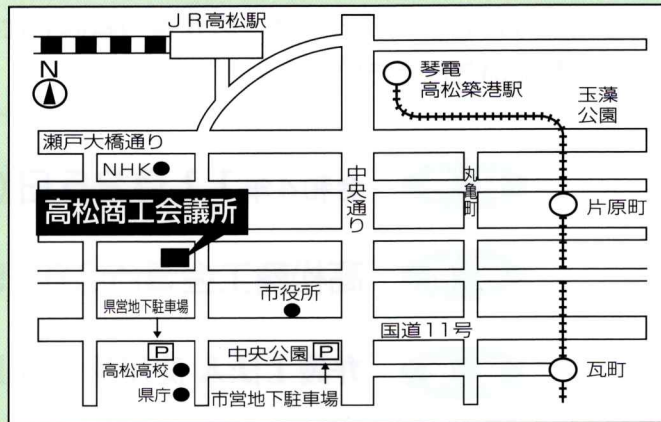 JR高松駅
N
琴電
高松築港駅
玉藻
公園
瀬戸大橋通り
NHK
中央通り
丸亀町
高松商工会議所
片原町
県営地下駐車場
市役所
国道11号
P
中央公園
P
高松高校
県庁
市営地下駐車場
瓦町